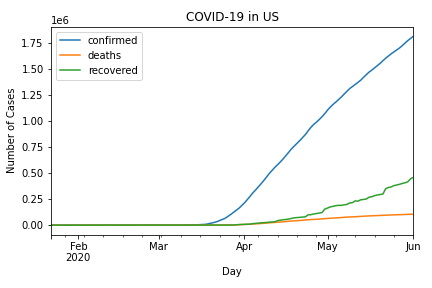 COVID-19 in US
1e6
confirmed
deaths
recovered
Number of Cases
1.75
1.50
1.25
1.00
0.75
0.50
0.25
0.00
Feb
2020
Mar
Apr
May
Jun
Day